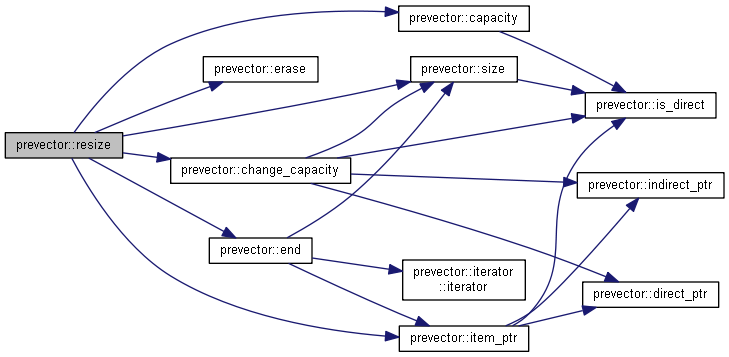 prevector::capacity
prevector::erase
prevector::size
prevector::is_direct
prevector::resize
prevector::change_capacity
prevector::indirect_ptr
prevector::end
prevector::iterator
::iterator
prevector::direct_ptr
prevector::item_ptr